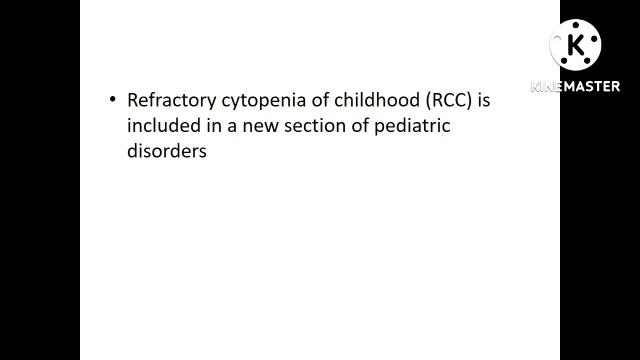 • Refractory cytopenia of childhood (RCC) is
included in a new section of pediatric
disorders
K
KINEMASTER